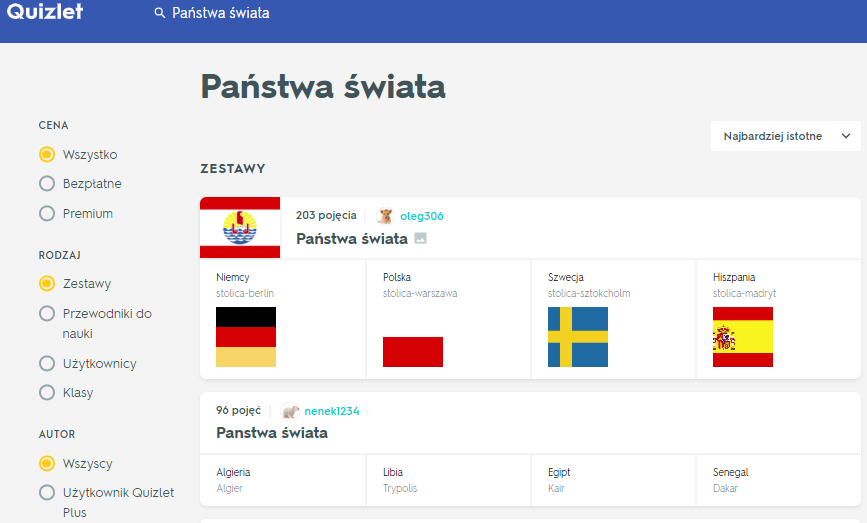 Quizlet
Państwa świata
Państwa świata
Najbardziej istotne
CENA
Wszystko
Bezpłatne
Premium
RODZAJ
Zestawy
Przewodniki do
nauki
Użytkownicy
Klasy
AUTOR
Wszyscy
Użytkownik Quizlet
Plus
ZESTAWY
203 pojęcia
oleg306
Państwa świata
Niemcy
stolica-berlin
Polska
stolica-warszawa
Szwecja
stolica-sztokcholm
Hiszpania
stolica-madryt
96 pojęć
nenek1234
Panstwa świata
Algieria
Algier
Libia
Trypolis
Egipt
Kair
Senegal
Dakar